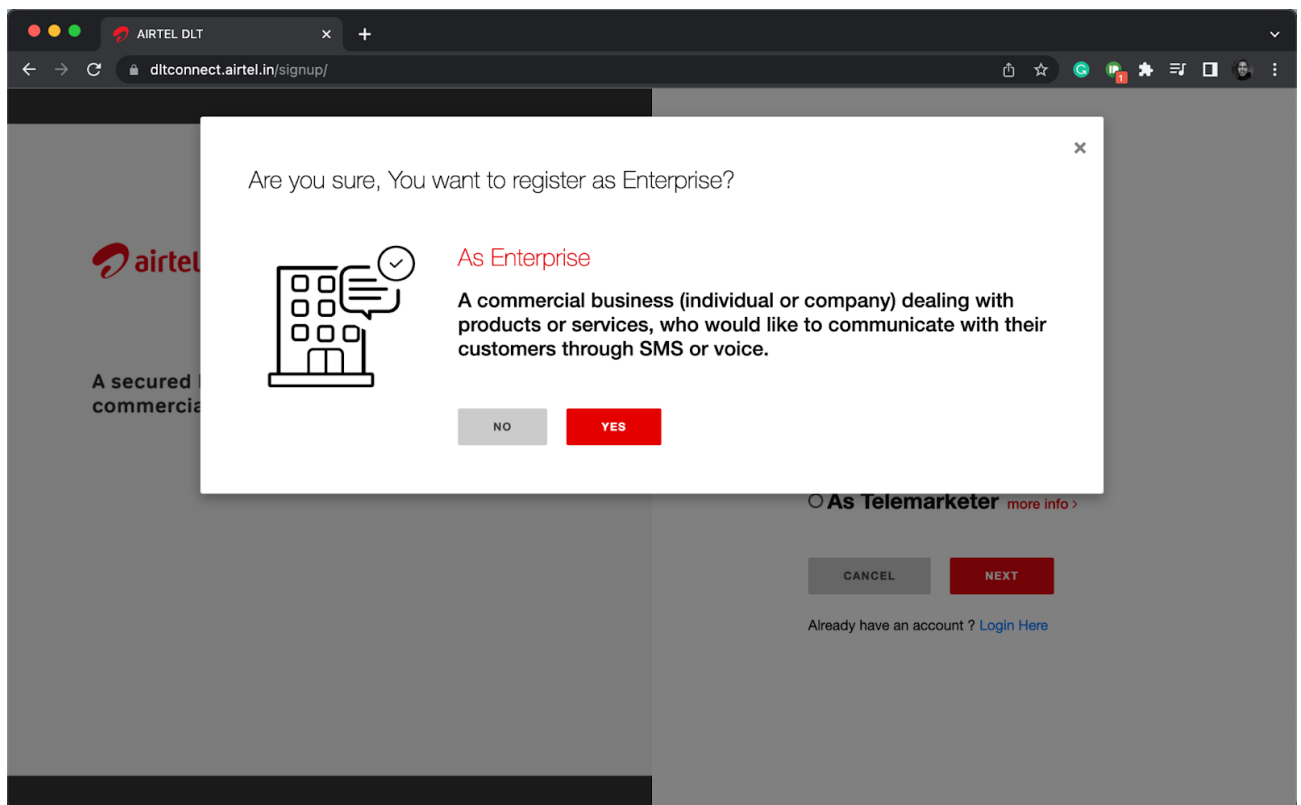 AIRTEL DLT
dltconnect.airtel.in/signup/
1
Are you sure, You want to register as Enterprise?
airtel
As Enterprise
A commercial business (individual or company) dealing with
products or services, who would like to communicate with their
customers through SMS or voice.
A secured
commercia
NO
YES
As Telemarketer more info >
CANCEL
NEXT
Already have an account ? Login Here